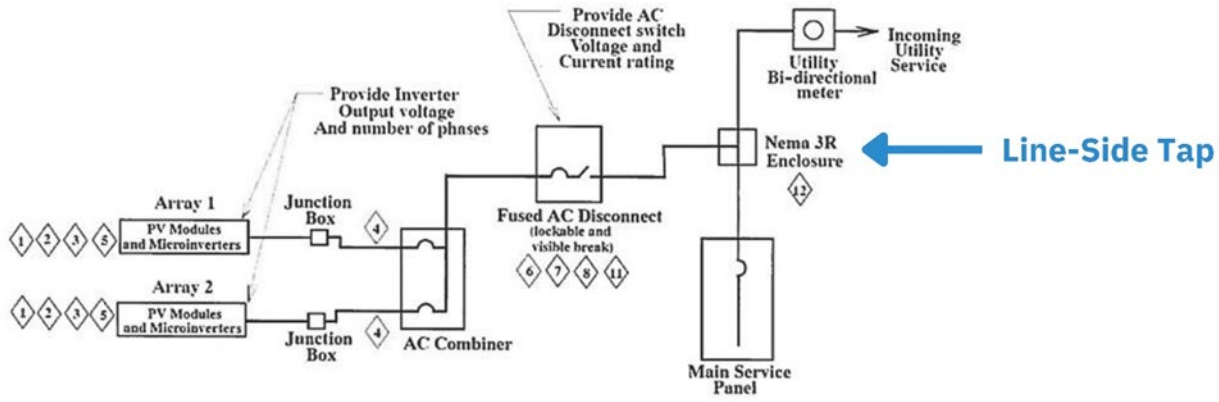 Provide AC
Disconnect switch
Voltage and
Current rating
Incoming
Utility
Service
Utility
Bi-directional
meter
Provide Inverter
Output voltage
And number of phases
Nema 3R
Enclosure
12
Line-Side Tap
Array 1
Junction
Box
4
1 2 3 5
PV Modules
and Microinverters
Fused AC Disconnect
(lockable and
visible break)
6 7 8 11
Array 2
1 2 3 5
PV Modules
and Microinverters
Junction
Box
4
AC Combiner
Main Service
Panel